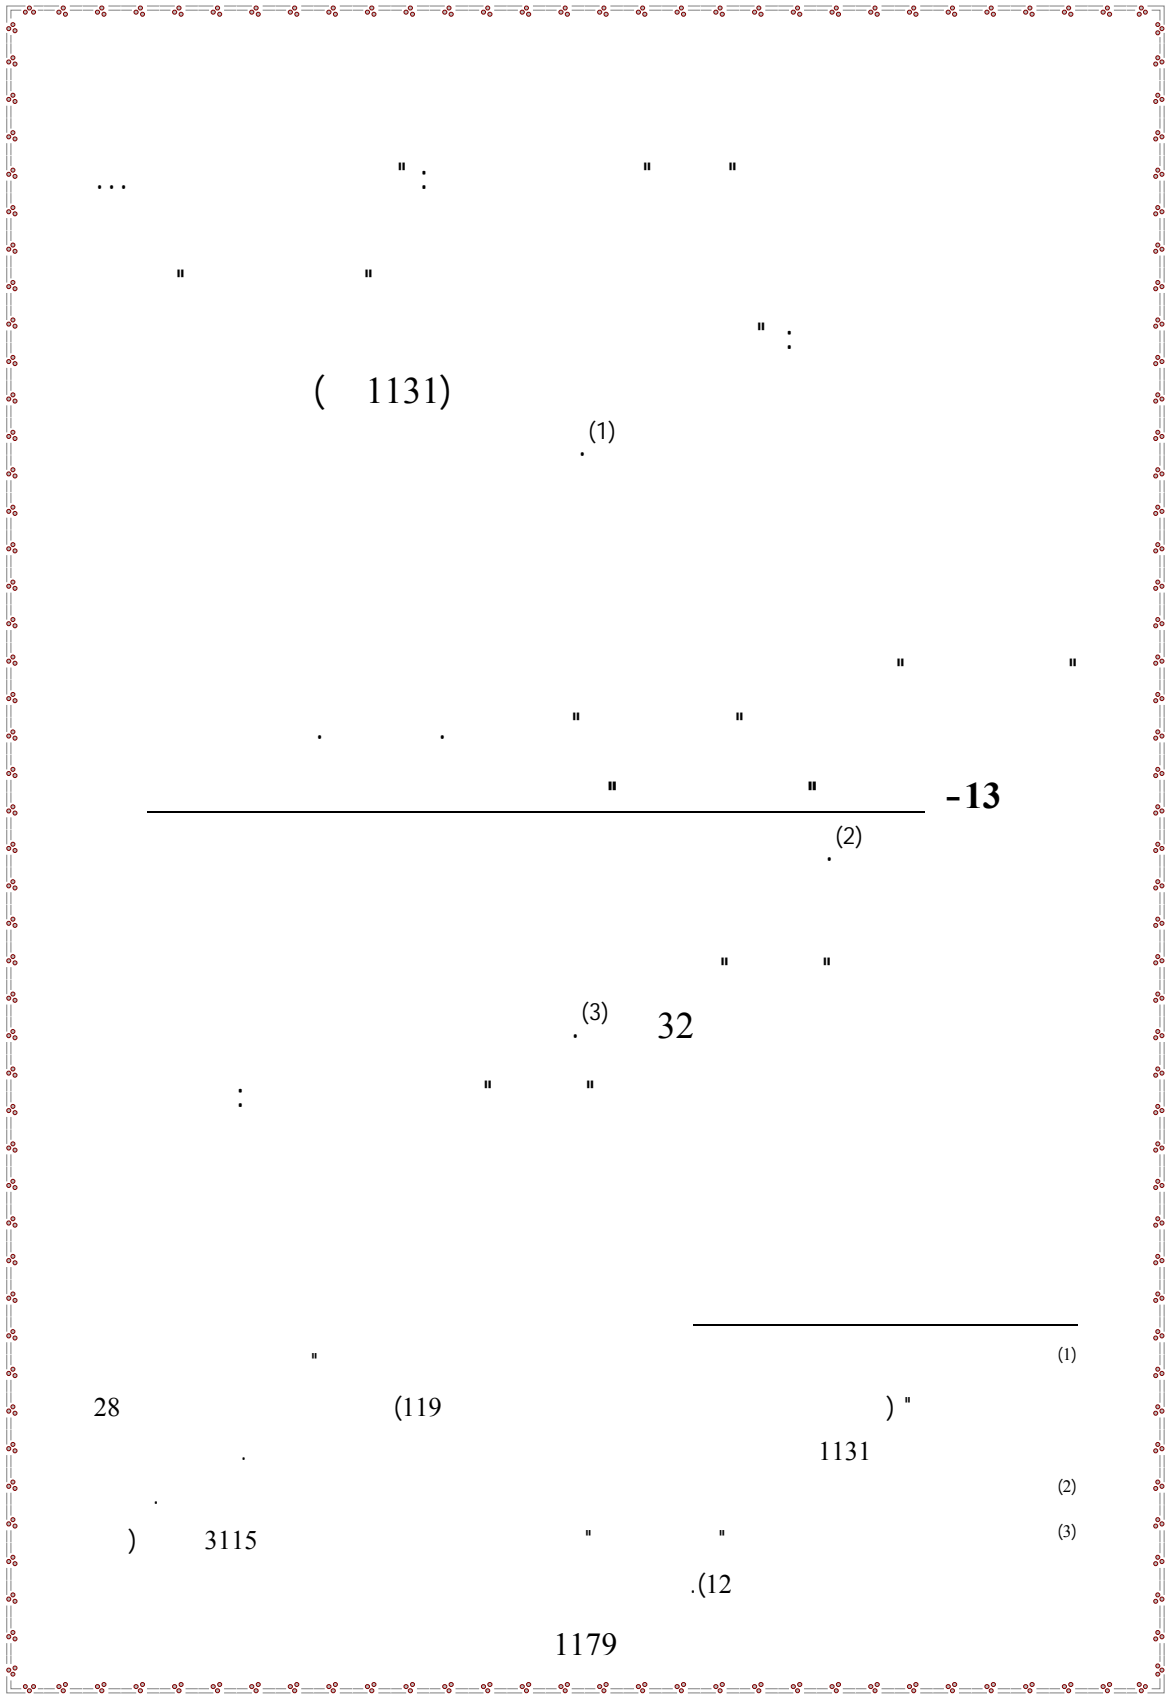 " " : " ...
" "
: "
(1131 )
.(1)
" "
" " . .
13- " "
.(2)
" "
32 .(3)
" " :
(1) "
" ( 119) 28
1131 .
(2) .
(3) " " 3115 (
12).
1179